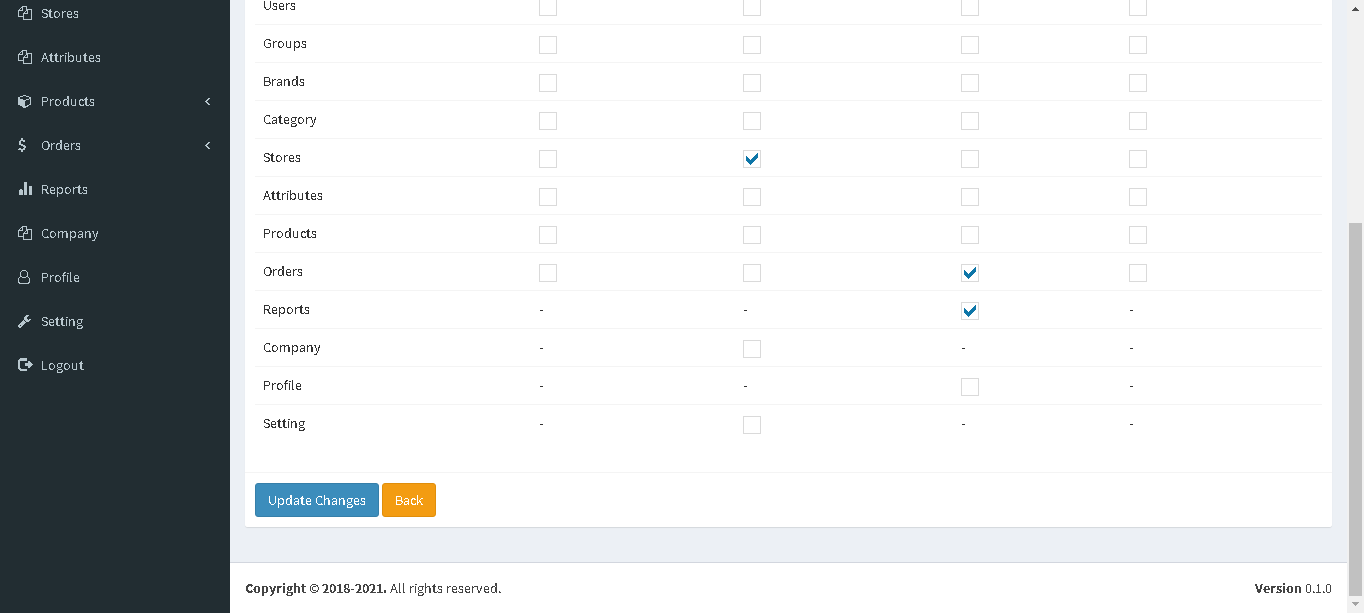 Stores
Attributes
Products
Orders
Reports
Company
Profile
Setting
Logout
Users
Groups
Brands
Category
Stores
Attributes
Products
Orders
Reports - - -
Company - - -
Profile - - -
Setting - - -
Update Changes Back
Copyright © 2018-2021. All rights reserved. Version 0.1.0